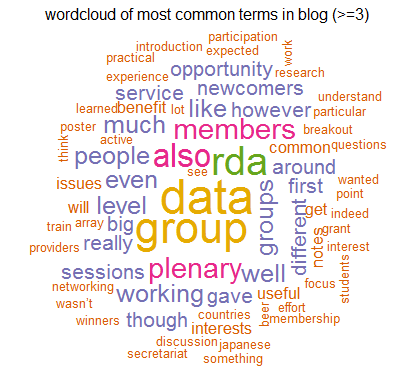 wordcloud of most common terms in blog (>=3)
participation
introduction expected work
practical opportunity
experience service newcomers research
learned benefit lot like however understand
poster much members particular
active breakout
think people also rda common questions
see
issues even around wanted
will level data groups first point
train array big group different get indeed
providers really notes grant
interest
sessions plenary well students
networking working gave useful focus
wasn't countries beer effort
winners though interests membership
discussion japanese
secretariat something